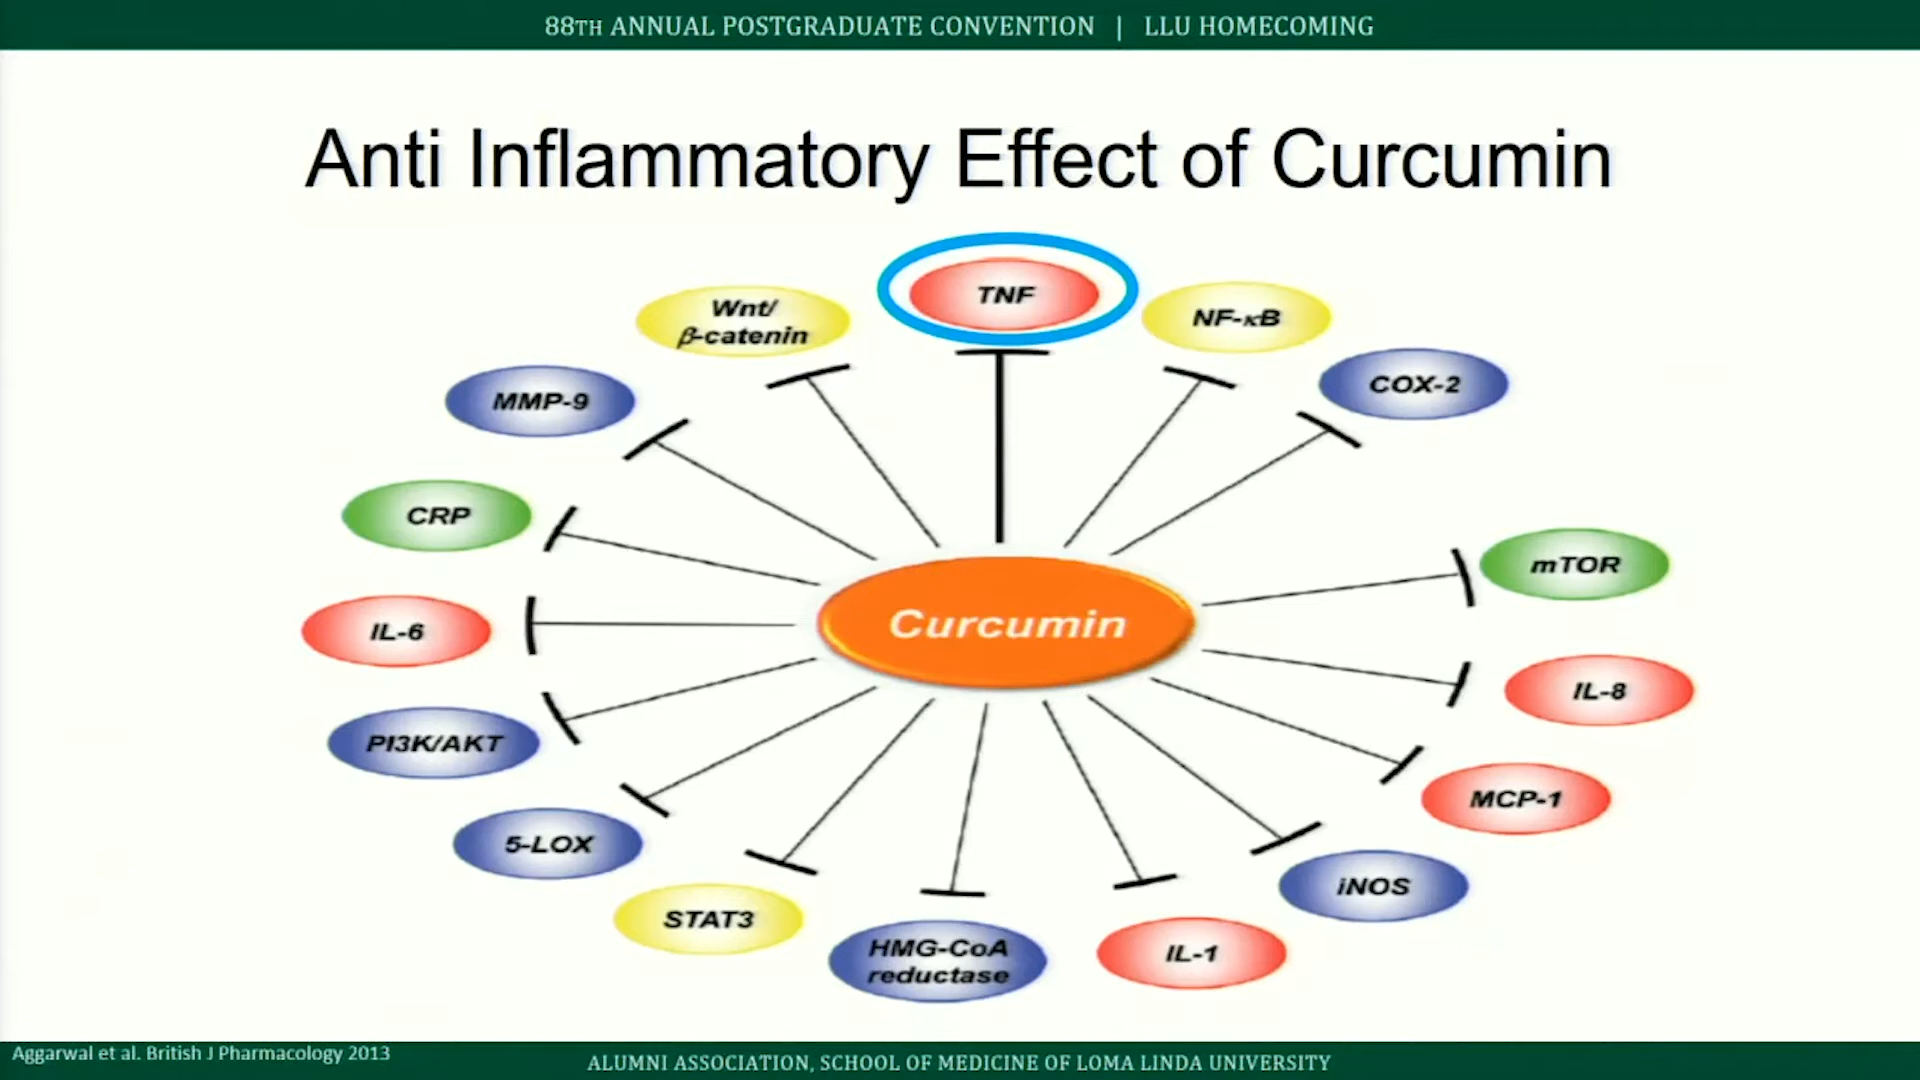 88TH ANNUAL POSTGRADUATE CONVENTION | LLU HOMECOMING
Anti Inflammatory Effect of Curcumin
TNF
Wnt/
β-catenin
NF-κB
COX-2
MMP-9
CRP
mTOR
Curcumin
IL-6
IL-8
PI3K/AKT
MCP-1
5-LOX
iNOS
STAT3
HMG-CoA
reductase
IL-1
Aggarwal et al. British J Pharmacology 2013
ALUMNI ASSOCIATION, SCHOOL OF MEDICINE OF LOMA LINDA UNIVERSITY